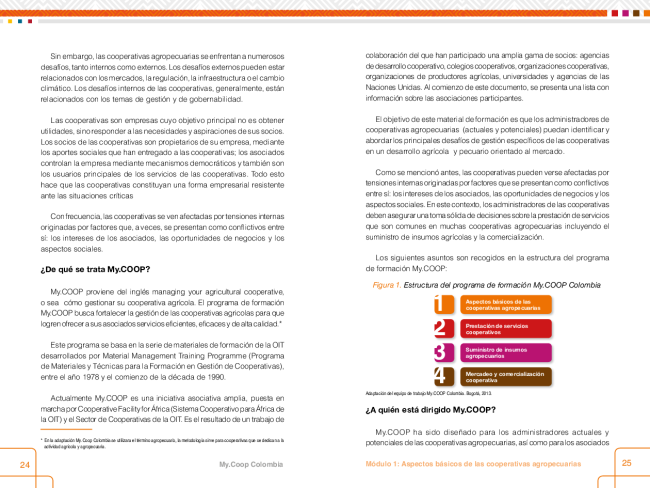 Sin embargo, las cooperativas agropecuarias se enfrentan a numerosos
desafíos, tanto internos como externos. Los desafíos externos pueden estar
relacionados con los mercados, la regulación, la infraestructura o el cambio
climático. Los desafíos internos de las cooperativas, generalmente, están
relacionados con los temas de gestión y de gobernabilidad.
Las cooperativas son empresas cuyo objetivo principal no es obtener
utilidades, sino responder a las necesidades y aspiraciones de sus socios.
Los socios de las cooperativas son propietarios de su empresa, mediante
los aportes sociales que han entregado a las cooperativas; los asociados
controlan la empresa mediante mecanismos democráticos y también son
los usuarios principales de los servicios de las cooperativas. Todo esto
hace que las cooperativas constituyan una forma empresarial resistente
ante las situaciones críticas
Con frecuencia, las cooperativas se ven afectadas por tensiones internas
originadas por factores que, a veces, se presentan como conflictivos entre
sí: los intereses de los asociados, las oportunidades de negocios y los
aspectos sociales.
¿De qué se trata My.COOP?
My.COOP proviene del inglés managing your agricultural cooperative,
o sea cómo gestionar su cooperativa agrícola. El programa de formación
My.COOP busca fortalecer la gestión de las cooperativas agrícolas para que
logren ofrecer a sus asociados servicios eficientes, eficaces y de alta calidad.*
Este programa se basa en la serie de materiales de formación de la OIT
desarrollados por Material Management Training Programme (Programa
de Materiales y Técnicas para la Formación en Gestión de Cooperativas),
entre el año 1978 y el comienzo de la década de 1990.
Actualmente My.COOP es una iniciativa asociativa amplia, puesta en
marcha por Cooperative Facility for África (Sistema Cooperativo para África de
la OIT) y el Sector de Cooperativas de la OIT. Es el resultado de un trabajo de
* En la adaptación My.Coop Colombia se utilizara el término agropecuario, la metodología sirve para cooperativas que se dedican a la
actividad agrícola y agropecuaria.
24
My.Coop Colombia
colaboración del que han participado una amplía gama de socios: agencias
de desarrollo cooperativo, colegios cooperativos, organizaciones cooperativas,
organizaciones de productores agrícolas, universidades y agencias de las
Naciones Unidas. Al comienzo de este documento, se presenta una lista con
información sobre las asociaciones participantes.
El objetivo de este material de formación es que los administradores de
cooperativas agropecuarias (actuales y potenciales) puedan identificar y
abordar los principales desafíos de gestión específicos de las cooperativas
en un desarrollo agrícola y pecuario orientado al mercado.
Como se mencionó antes, las cooperativas pueden verse afectadas por
tensiones internas originadas por factores que se presentan como conflictivos
entre sí: los intereses de los asociados, las oportunidades de negocios y los
aspectos sociales. En este contexto, los administradores de las cooperativas
deben asegurar una toma sólida de decisiones sobre la prestación de servicios
que son comunes en muchas cooperativas agropecuarias incluyendo el
suministro de insumos agrícolas y la comercialización.
Los siguientes asuntos son recogidos en la estructura del programa
de formación My.COOP:
Figura 1. Estructura del programa de formación My.COOP Colombia
1 Aspectos básicos de las
cooperativas agropecuarias
2 Prestación de servicios
cooperativos
3 Suministro de insumos
agropecuarios
4 Mercadeo y comercialización
cooperativa
Adaptación del equipo de trabajo My.COOP Colombia. Bogotá, 2013.
¿A quién está dirigido My.COOP?
My.COOP ha sido diseñado para los administradores actuales y
potenciales de las cooperativas agropecuarias, así como para los asociados
Módulo 1: Aspectos básicos de las cooperativas agropecuarias
25